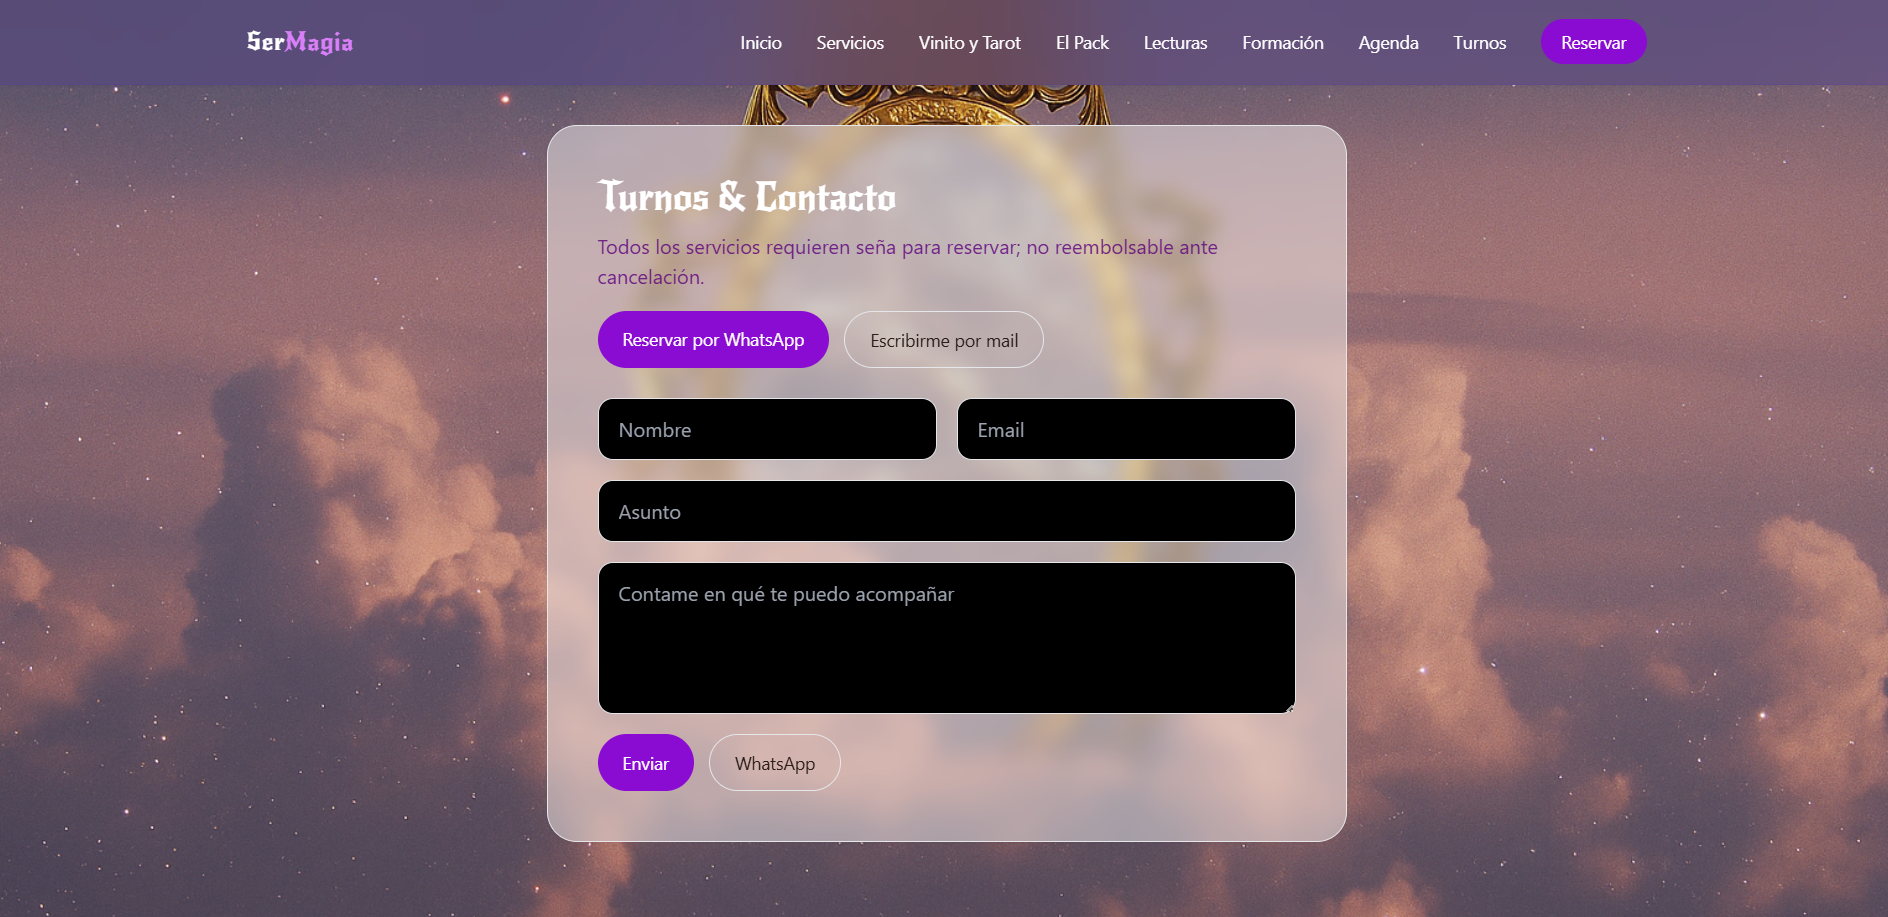 SerMagia
Inicio Servicios Vinito y Tarot El Pack Lecturas Formación Agenda Turnos Reservar
Turnos & Contacto
Todos los servicios requieren seña para reservar; no reembolsable ante
cancelación.
Reservar por WhatsApp Escribirme por mail
Nombre Email
Asunto
Contame en qué te puedo acompañar
Enviar WhatsApp